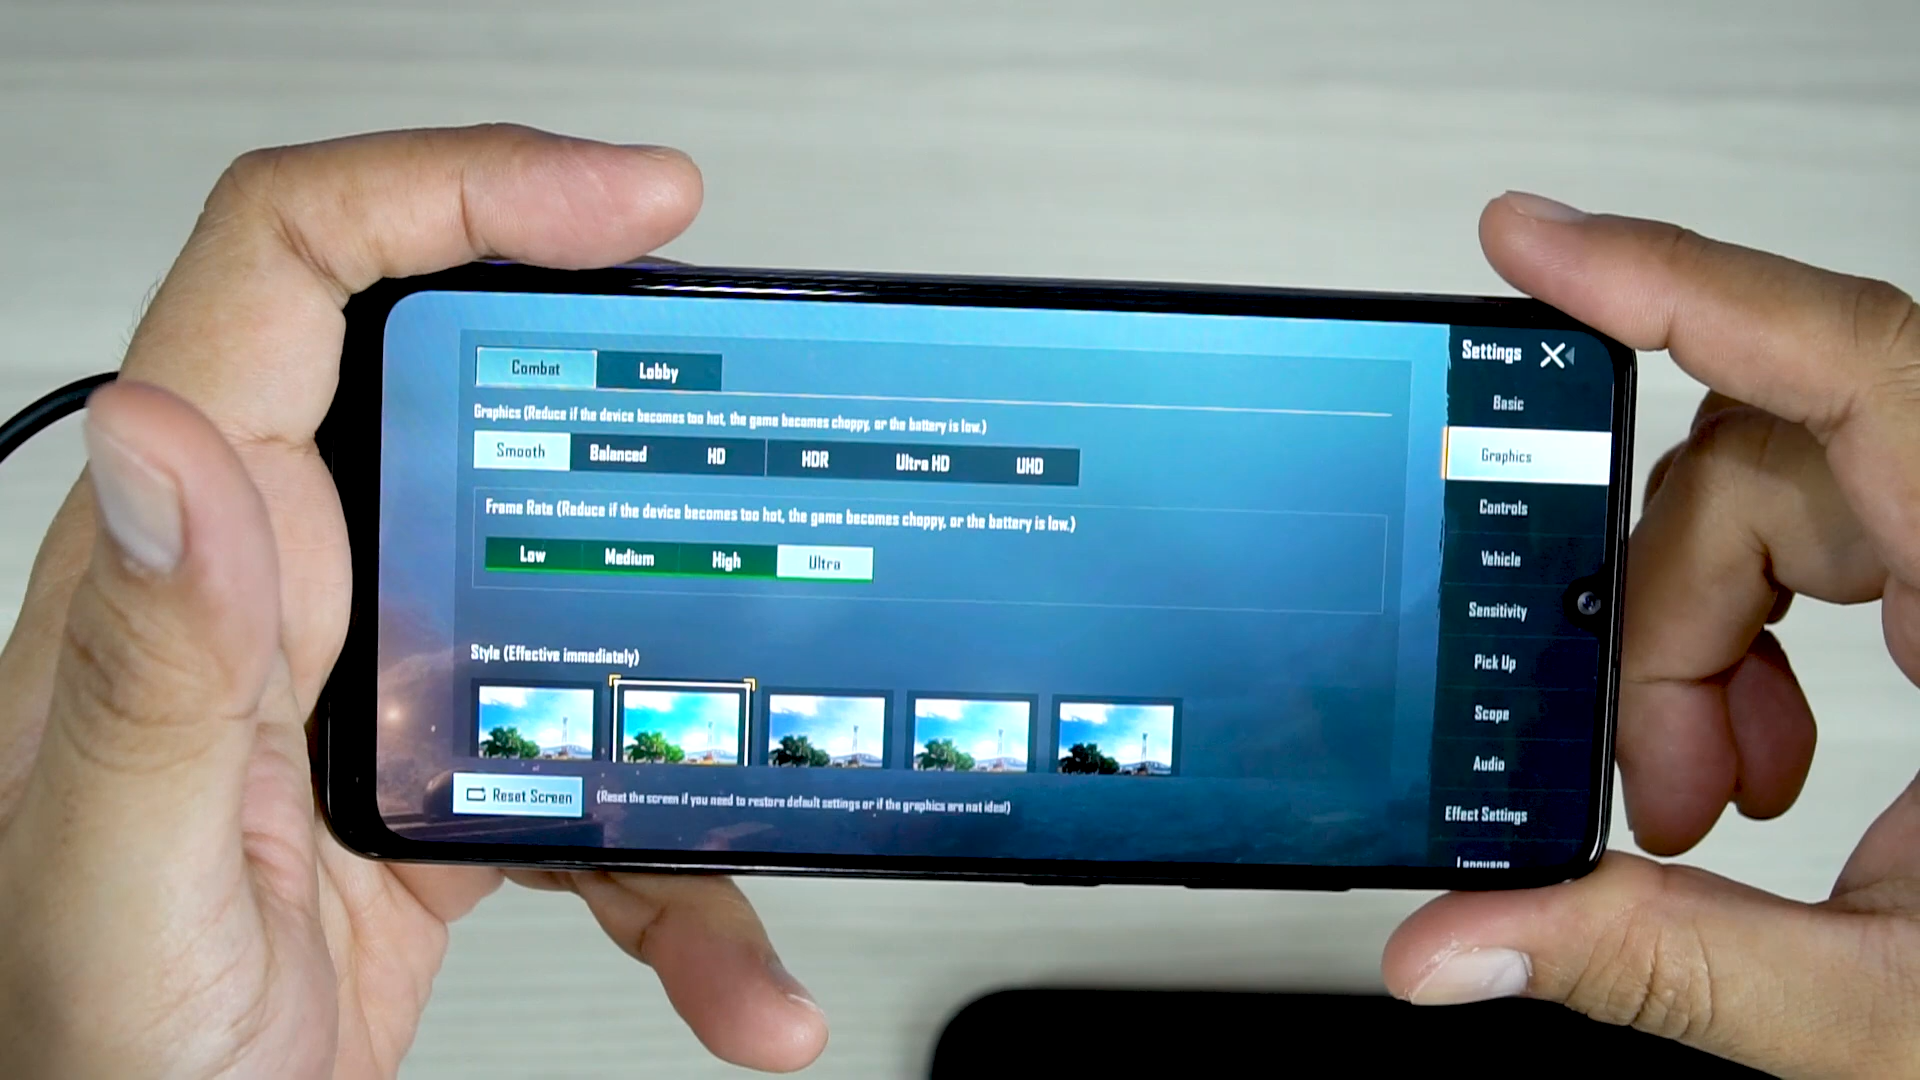 Combat Lobby
Graphics (Reduce if the device becomes too hot, the game becomes choppy, or the battery is low.)
Smooth Balanced HD HDR Ultra HD UHD
Frame Rate (Reduce if the device becomes too hot, the game becomes choppy, or the battery is low.)
Low Medium High Ultra
Style (Effective immediately)
Reset Screen (Reset the screen if you need to restore default settings or if the graphics are not ideal)
Settings
Basic
Graphics
Controls
Vehicle
Sensitivity
Pick Up
Scope
Audio
Effect Settings
Language